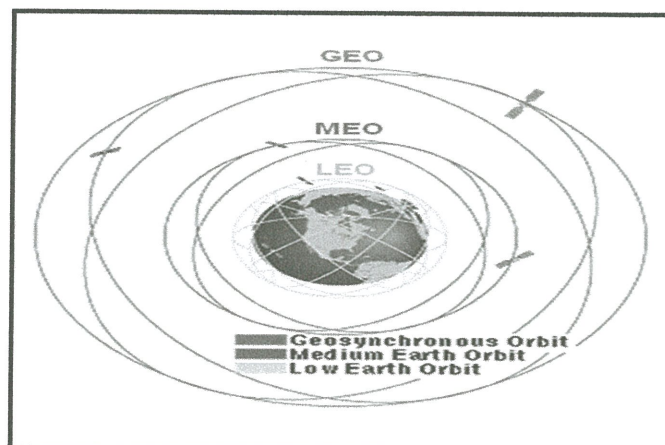 GEO
MEO
LEO
Geosynchronous Orbit
Medium Earth Orbit
Low Earth Orbit